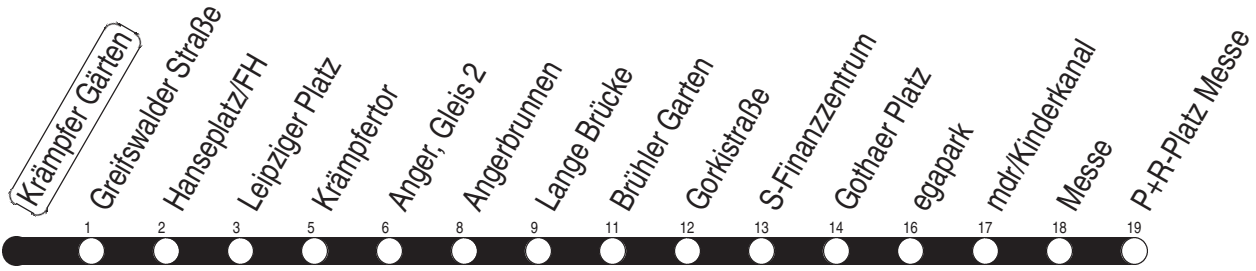 Krämpfer Gärten
Greifswalder Straße
Hanseplatz/FH
Leipziger Platz
Krämpfertor
Anger, Gleis 2
Angerbrunnen
Lange Brücke
Brühler Garten
Gorkistraße
S-Finanzzentrum
Gothaer Platz
egapark
mdr/Kinderkanal
Messe
P+R-Platz Messe
1 2 3 5 6 8 9 11 12 13 14 16 17 18 19